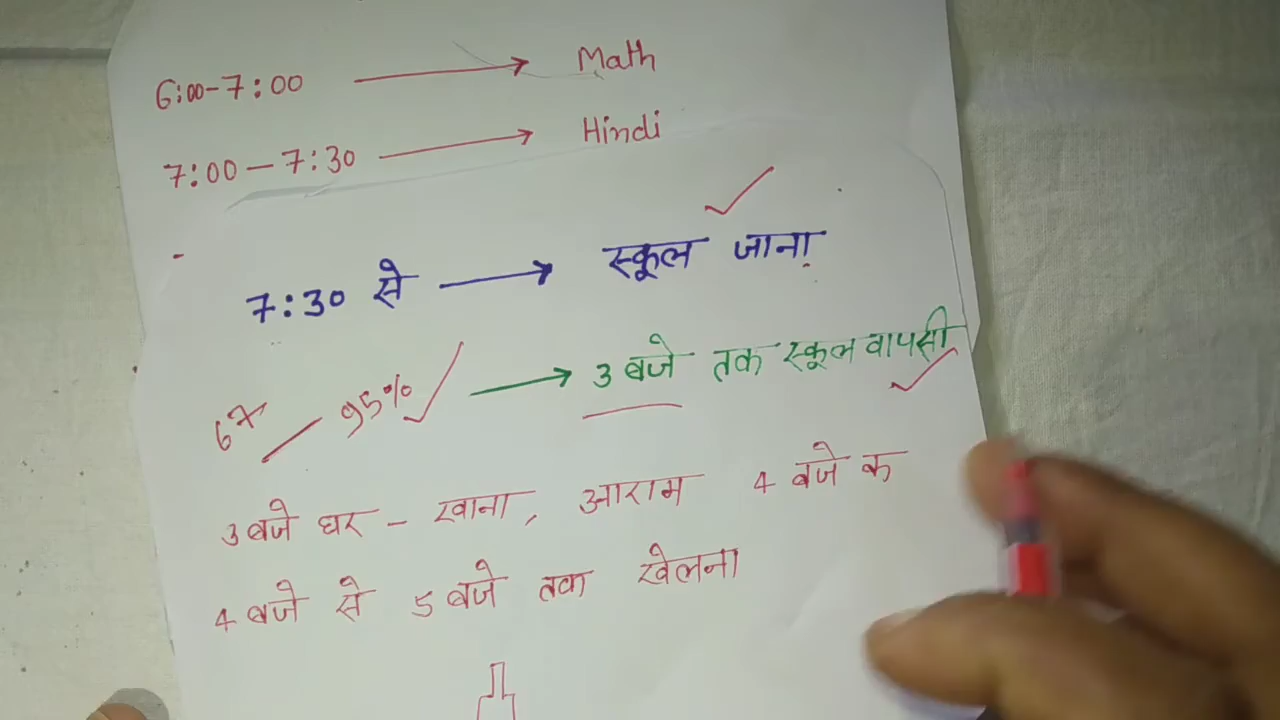 6:00-7:00 → Math
7:00-7:30 → Hindi
7:30 से → स्कूल जाना
95% → 3 बजे तक स्कूल वापसी
3 बजे घर - खाना, आराम 4 बजे क
4 बजे से 5 बजे तक खेलना